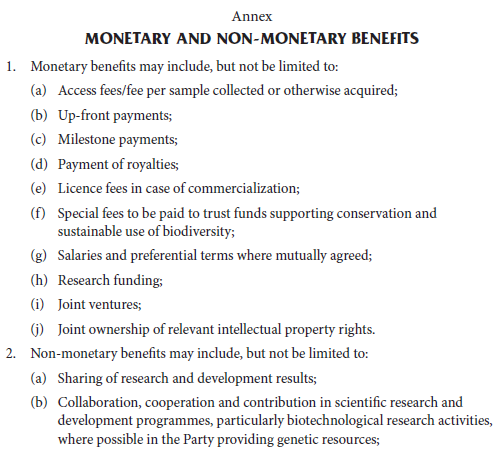 Annex
MONETARY AND NON-MONETARY BENEFITS
1. Monetary benefits may include, but not be limited to:
(a) Access fees/fee per sample collected or otherwise acquired;
(b) Up-front payments;
(c) Milestone payments;
(d) Payment of royalties;
(e) Licence fees in case of commercialization;
(f) Special fees to be paid to trust funds supporting conservation and
sustainable use of biodiversity;
(g) Salaries and preferential terms where mutually agreed;
(h) Research funding;
(i) Joint ventures;
(j) Joint ownership of relevant intellectual property rights.
2. Non-monetary benefits may include, but not be limited to:
(a) Sharing of research and development results;
(b) Collaboration, cooperation and contribution in scientific research and
development programmes, particularly biotechnological research activities,
where possible in the Party providing genetic resources;